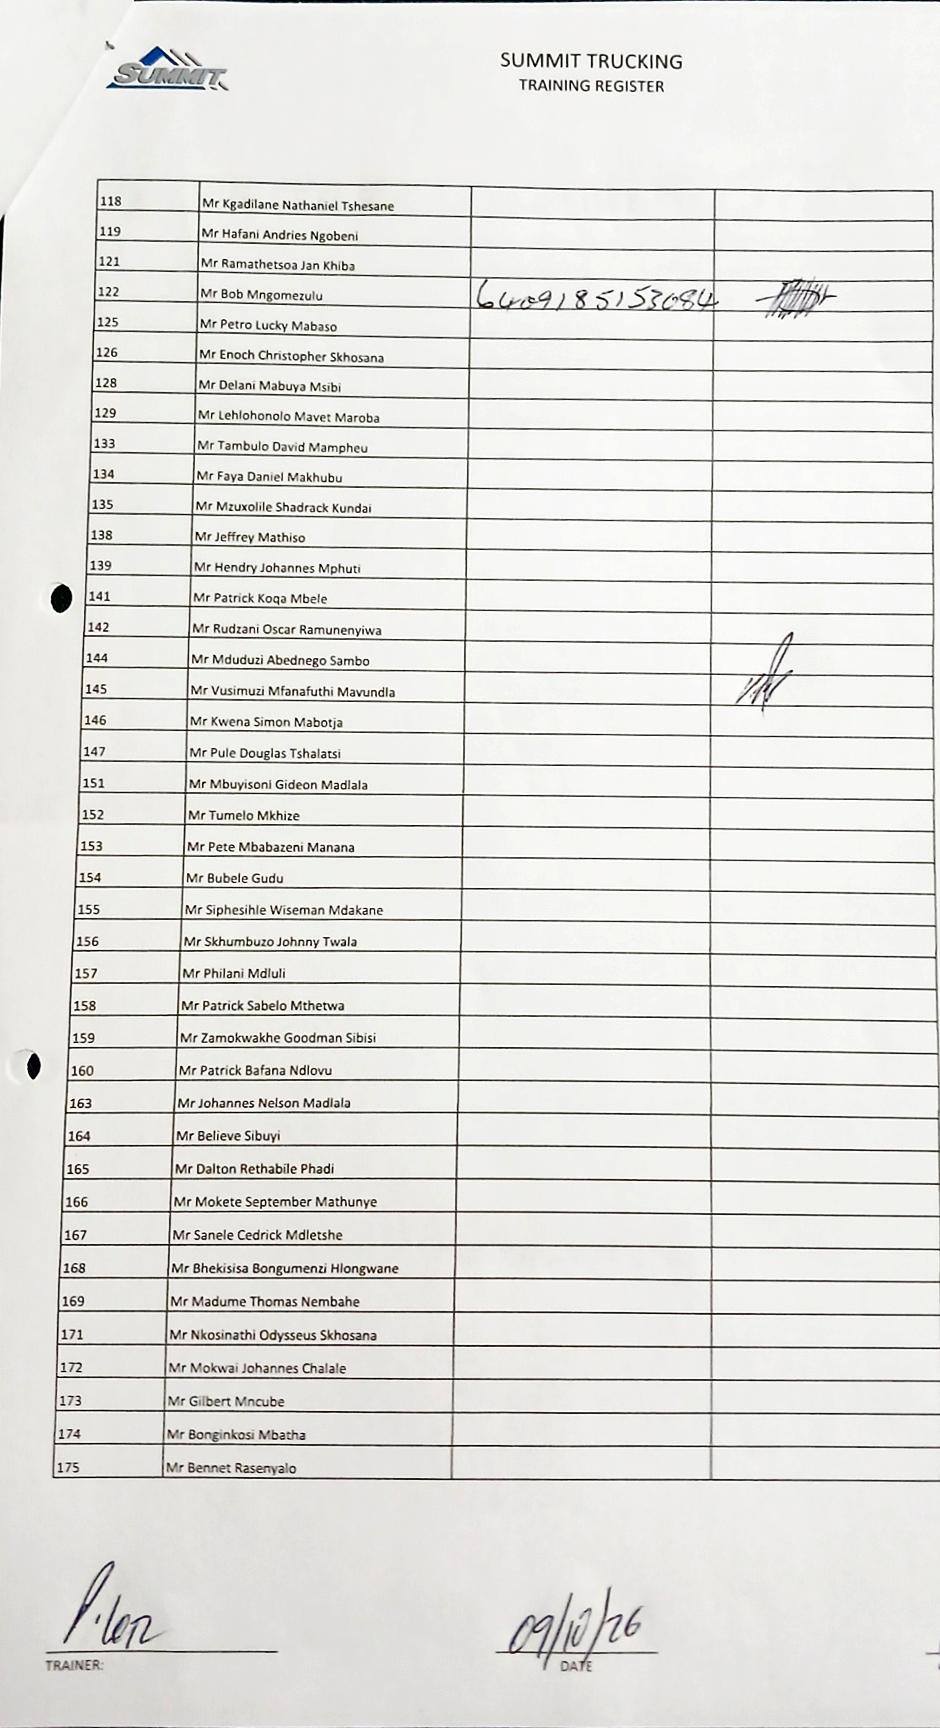 SUMMIT
SUMMIT TRUCKING
TRAINING REGISTER
118 Mr Kgadilane Nathaniel Tshesane
119 Mr Hafani Andries Ngobeni
121 Mr Ramathetsoa Jan Khiba
122 Mr Bob Mngomezulu 6409185153084
125 Mr Petro Lucky Mabaso
126 Mr Enoch Christopher Skhosana
128 Mr Delani Mabuya Msibi
129 Mr Lehlohonolo Mavet Maroba
133 Mr Tambulo David Mampheu
134 Mr Faya Daniel Makhubu
135 Mr Mzuxolile Shadrack Kundai
138 Mr Jeffrey Mathiso
139 Mr Hendry Johannes Mphuti
141 Mr Patrick Koqa Mbele
142 Mr Rudzani Oscar Ramunenyiwa
144 Mr Mduduzi Abednego Sambo
145 Mr Vusimuzi Mfanafuthi Mavundla
146 Mr Kwena Simon Mabotja
147 Mr Pule Douglas Tshalatsi
151 Mr Mbuyisoni Gideon Madlala
152 Mr Tumelo Mkhize
153 Mr Pete Mbabazeni Manana
154 Mr Bubele Gudu
155 Mr Siphesihle Wiseman Mdakane
156 Mr Skhumbuzo Johnny Twala
157 Mr Philani Mdluli
158 Mr Patrick Sabelo Mthetwa
159 Mr Zamokwakhe Goodman Sibisi
160 Mr Patrick Bafana Ndlovu
163 Mr Johannes Nelson Madlala
164 Mr Believe Sibuyi
165 Mr Dalton Rethabile Phadi
166 Mr Mokete September Mathunye
167 Mr Sanele Cedrick Mdletshe
168 Mr Bhekisisa Bongumenzi Hlongwane
169 Mr Madume Thomas Nembahe
171 Mr Nkosinathi Odysseus Skhosana
172 Mr Mokwai Johannes Chalale
173 Mr Gilbert Mncube
174 Mr Bonginkosi Mbatha
175 Mr Bennet Rasenyalo
09/10/26
TRAINER: DATE